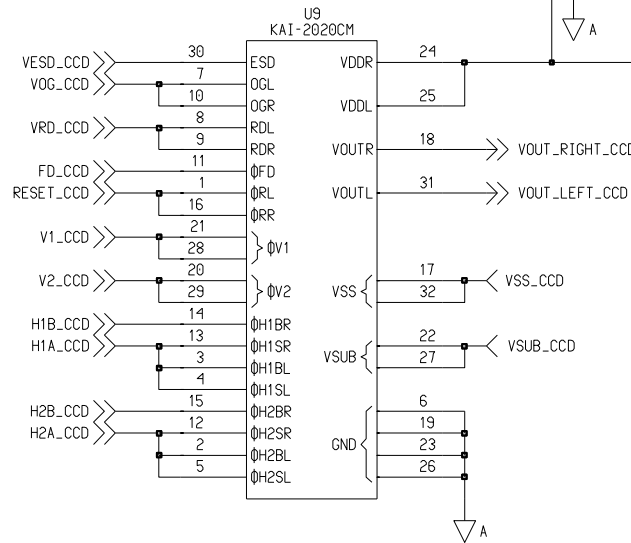 U9
KAI-2020CM
A
VESD_CCD 30 ESD VDDR 24
VOG_CCD 7 OGL
10 OGR VDDL 25
VRD_CCD 8 RDL
9 RDR VOUTR 18 VOUT_RIGHT_CCD
FD_CCD 11 ϕFD
RESET_CCD 1 ϕRL VOUTL 31 VOUT_LEFT_CCD
16 ϕRR
V1_CCD 21
28 ϕV1
V2_CCD 20 17 VSS_CCD
29 ϕV2 VSS 32
H1B_CCD 14 ϕH1BR
H1A_CCD 13 ϕH1SR 22 VSUB_CCD
3 ϕH1BL VSUB 27
4 ϕH1SL
H2B_CCD 15 ϕH2BR 6
H2A_CCD 12 ϕH2SR 19
2 ϕH2BL GND 23
5 ϕH2SL 26
A